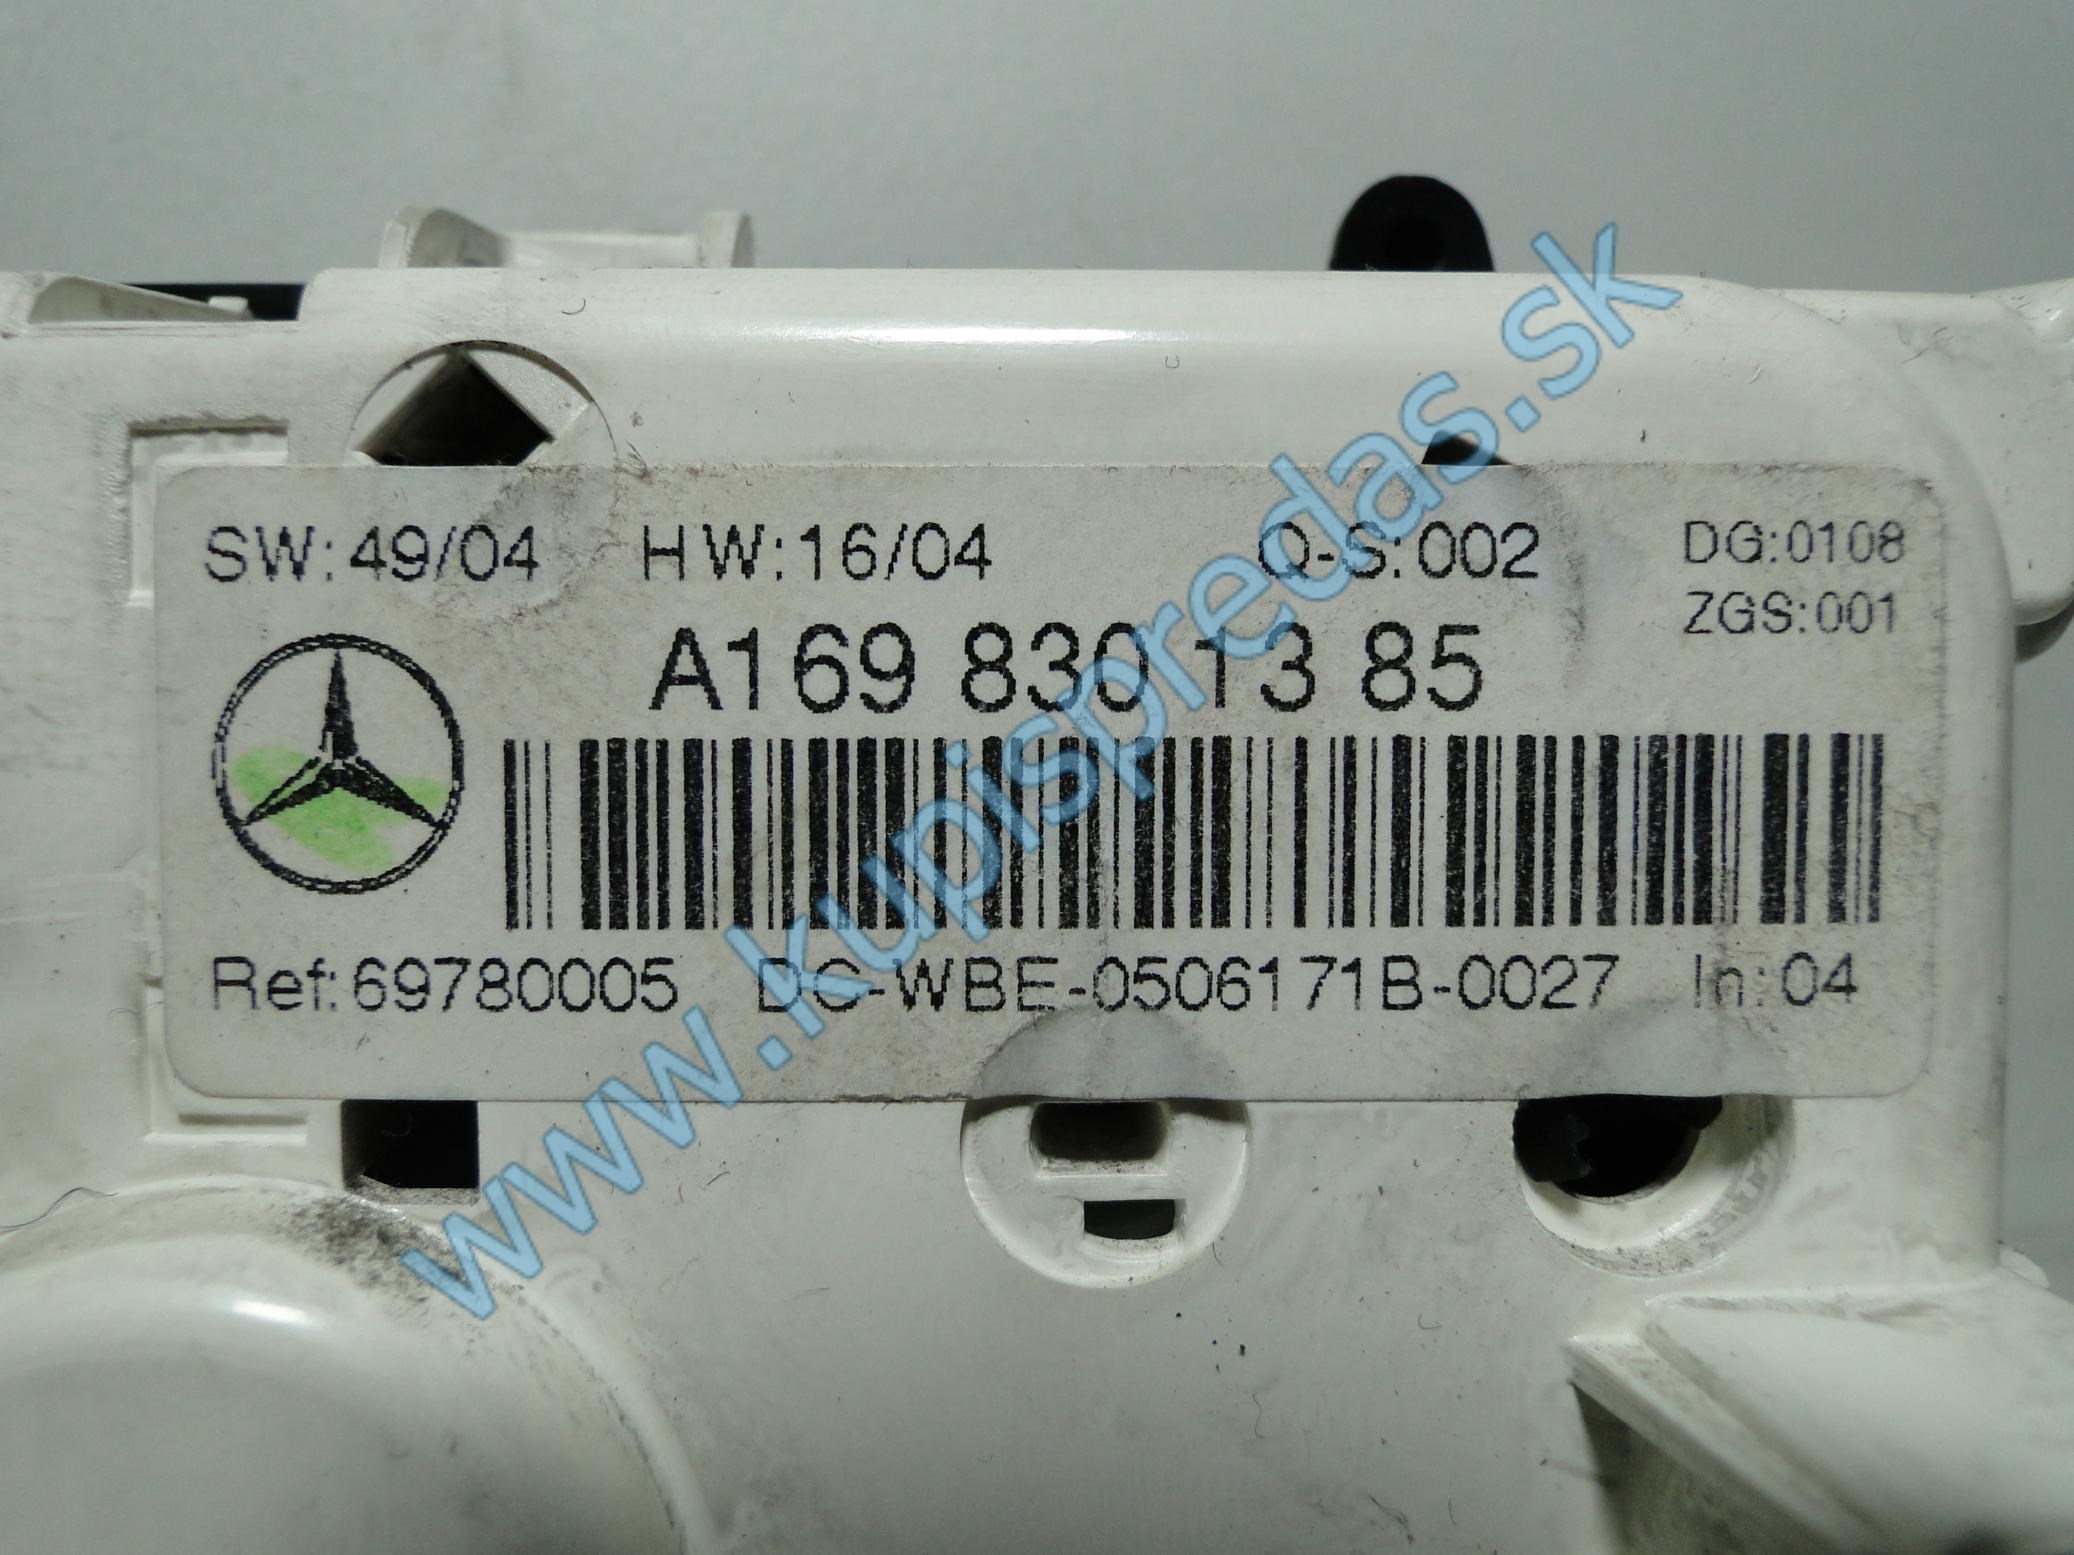 SW:49/04 HW:16/04 Q-S:002 DG:0108
ZGS:001
A169 830 13 85
Ref:69780005 DC-WBE-0506171B-0027 In:04
www.kupispredas.sk